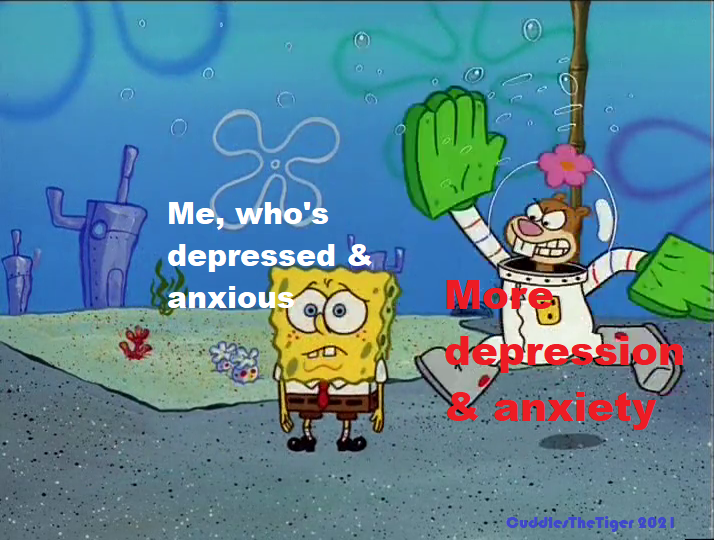 Me, who's
depressed &
anxious
More
depression
& anxiety
CuddlesTheTiger 2021